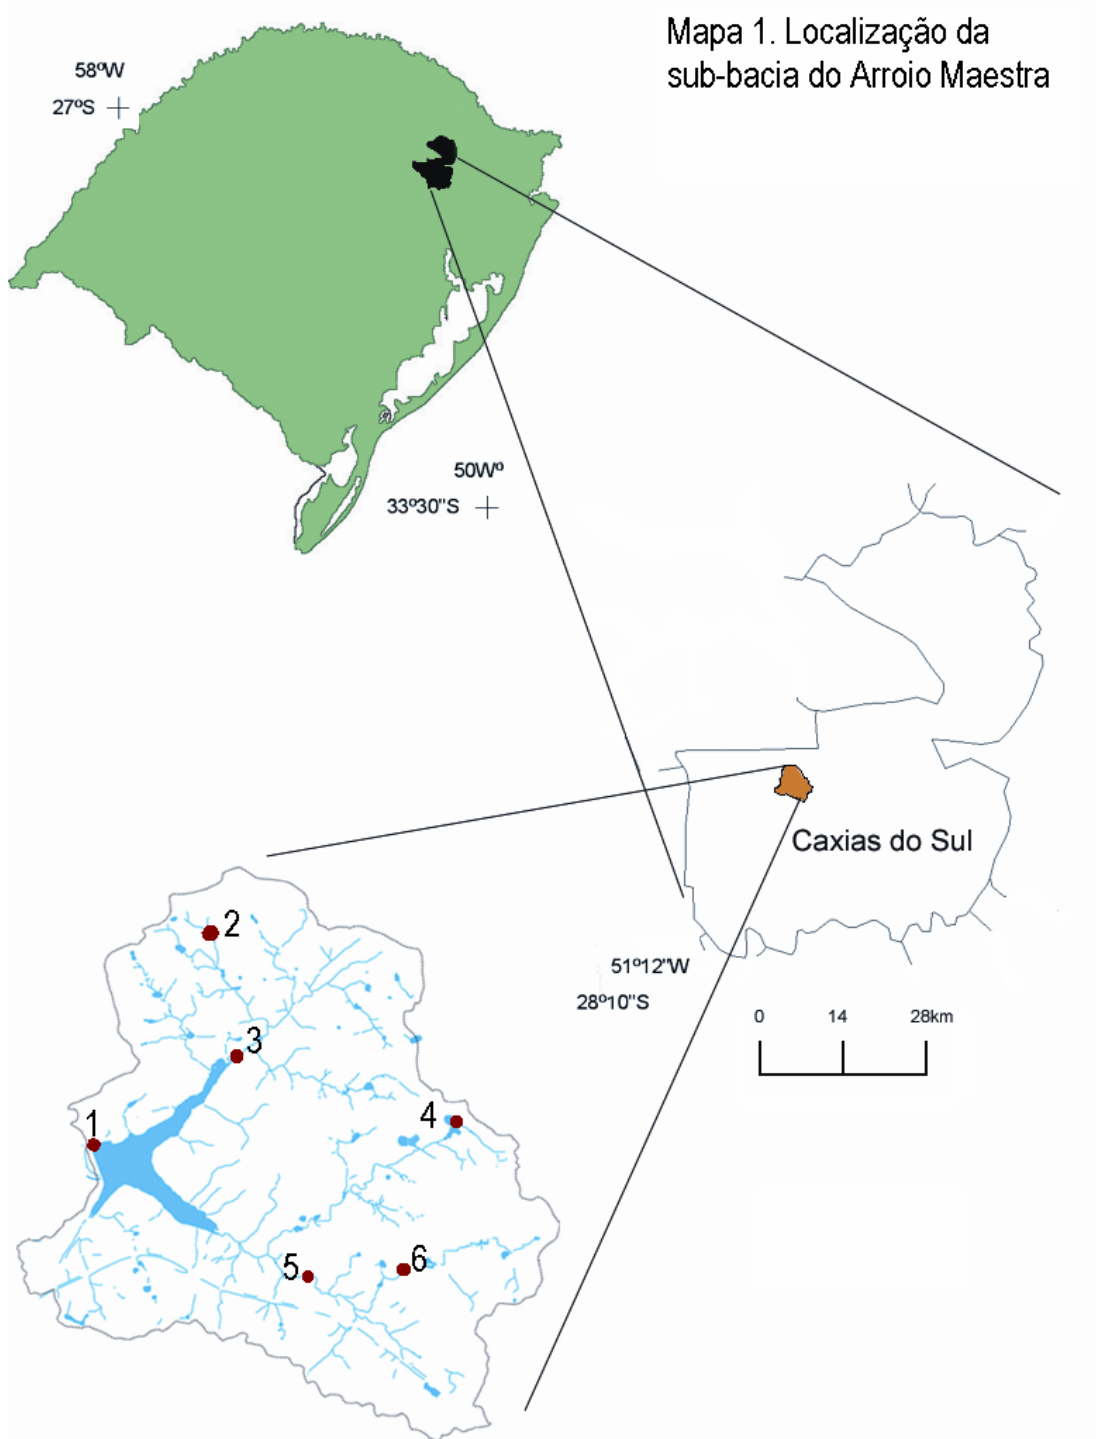 Mapa 1. Localização da
sub-bacia do Arroio Maestra
58ºW
27ºS
50Wº
33º30"S
Caxias do Sul
51º12"W
28º10"S
0 14 28km
2
3
4
1
5
6